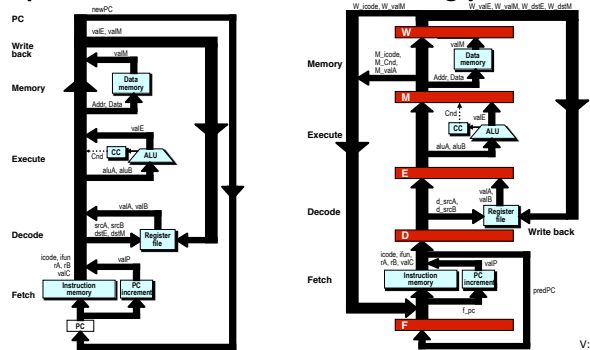 newPC
PC
valE, valM
Write
back
valM
Data
memory
Memory
Addr, Data
valE
Cnd
CC
ALU
Execute
aluA, aluB
valA, valB
srcA, srcB
dstE, dstM
Decode
Register
file
icode, ifun
rA, rB
valC
valP
Fetch
Instruction
memory
PC
increment
PC
W_icode, W_valM
W_valE, W_valM, W_dstE, W_dstM
W
valM
M_icode,
M_Cnd,
M_valA
Data
memory
Memory
Addr, Data
M
Cnd
valE
CC
ALU
Execute
aluA, aluB
E
valA,
valB
d_srcA,
d_srcB
Decode
Register
file
Write back
D
icode, ifun,
rA, rB, valC
valP
Fetch
Instruction
memory
PC
increment
predPC
f_pc
F
V: